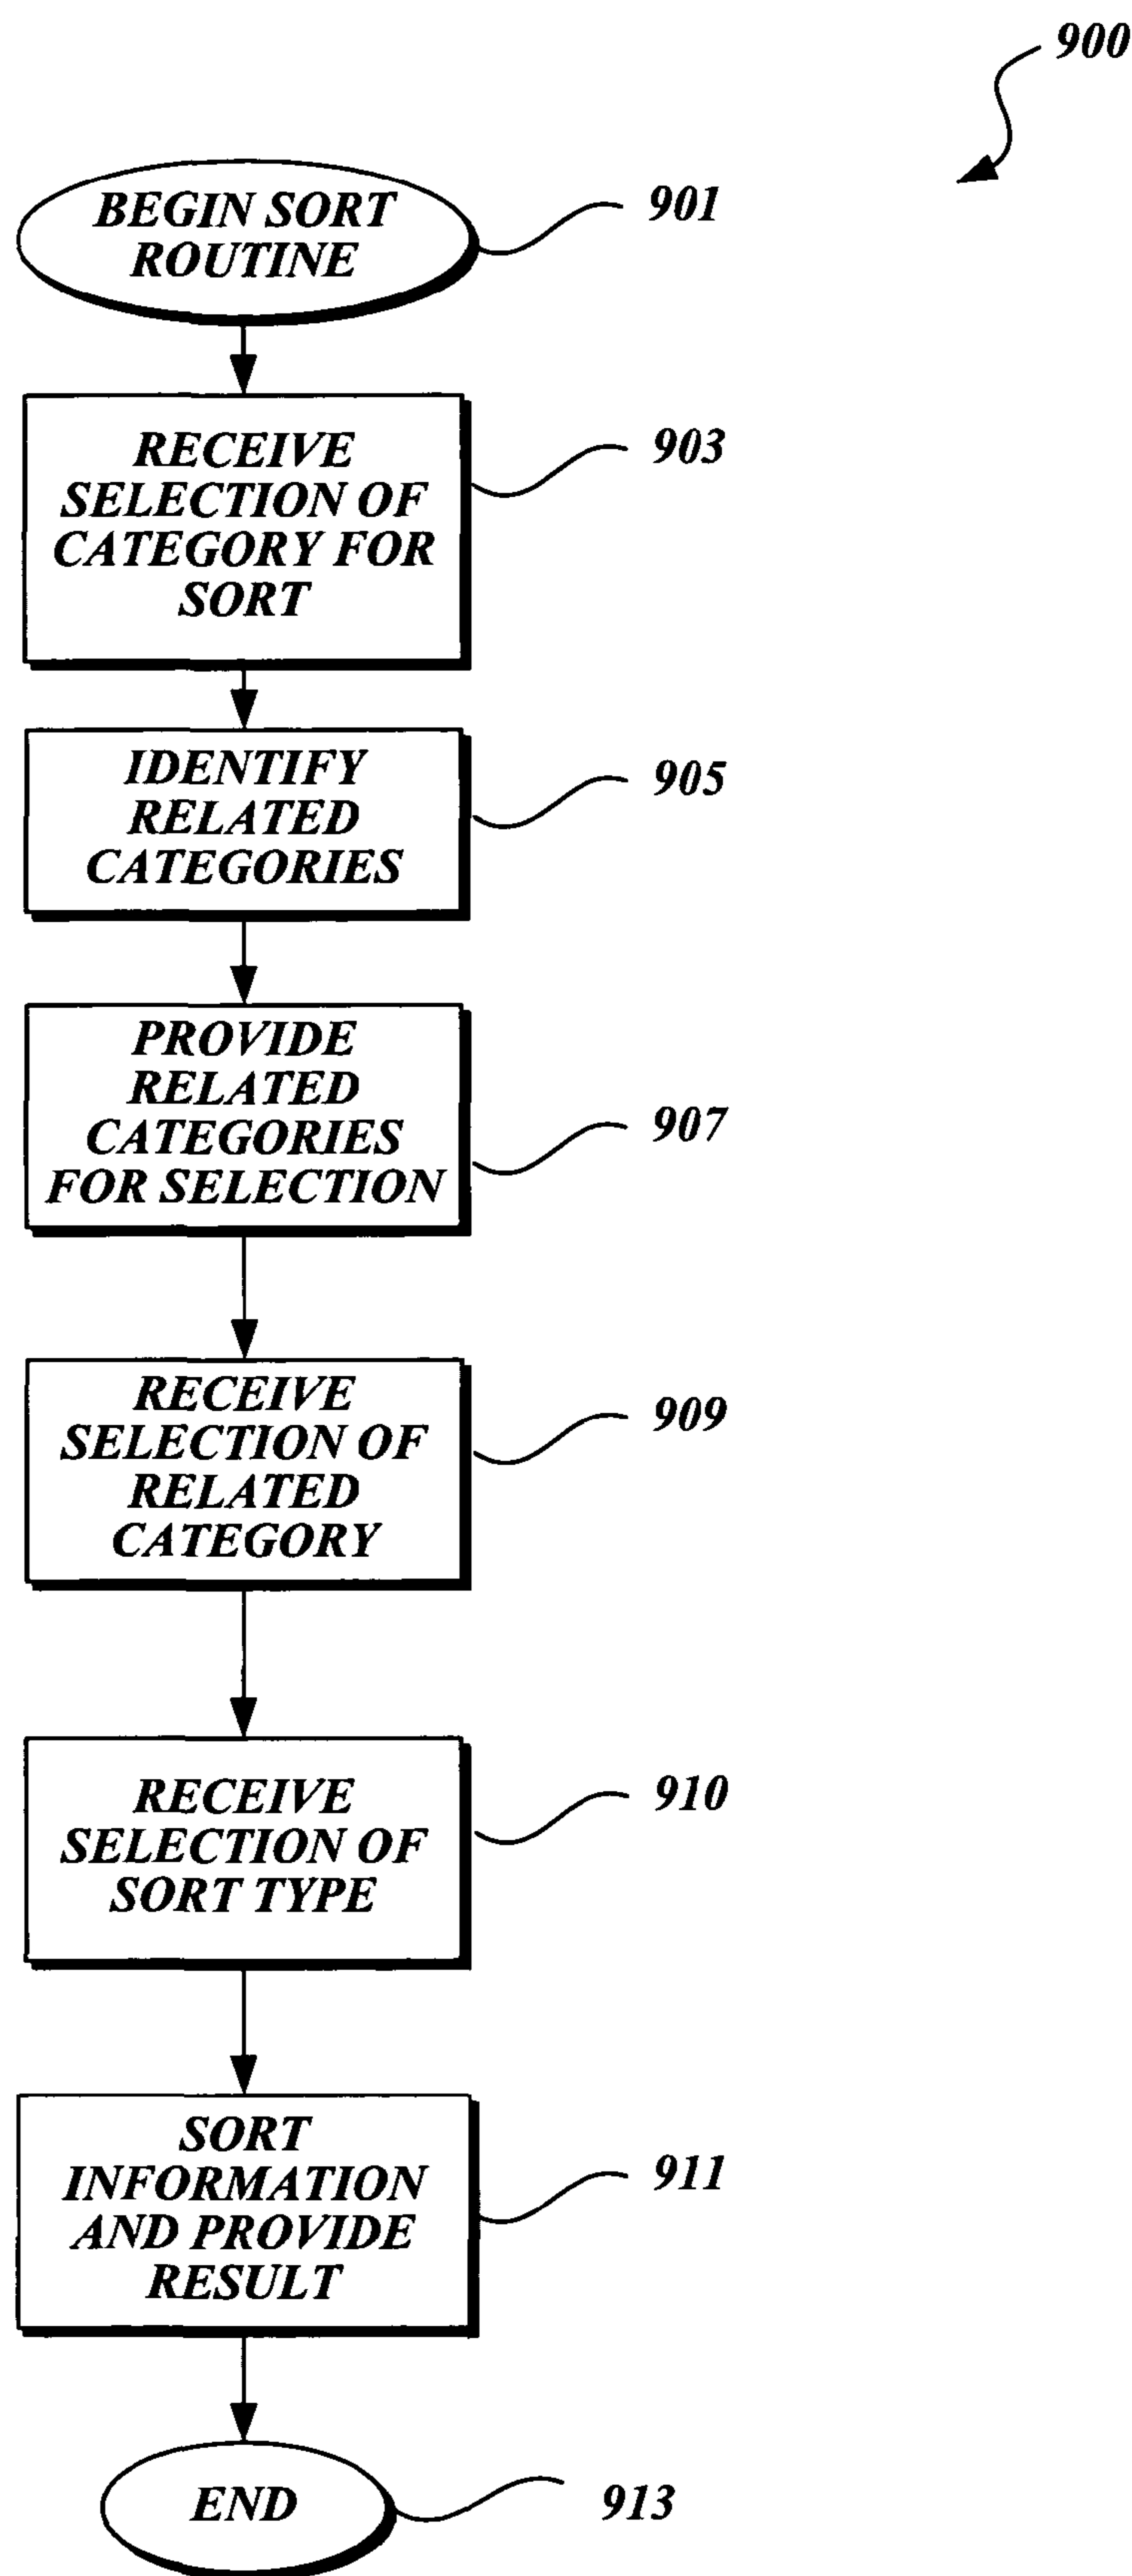 900
BEGIN SORT
ROUTINE
901
RECEIVE
SELECTION OF
CATEGORY FOR
SORT
903
IDENTIFY
RELATED
CATEGORIES
905
PROVIDE
RELATED
CATEGORIES
FOR SELECTION
907
RECEIVE
SELECTION OF
RELATED
CATEGORY
909
RECEIVE
SELECTION OF
SORT TYPE
910
SORT
INFORMATION
AND PROVIDE
RESULT
911
END
913